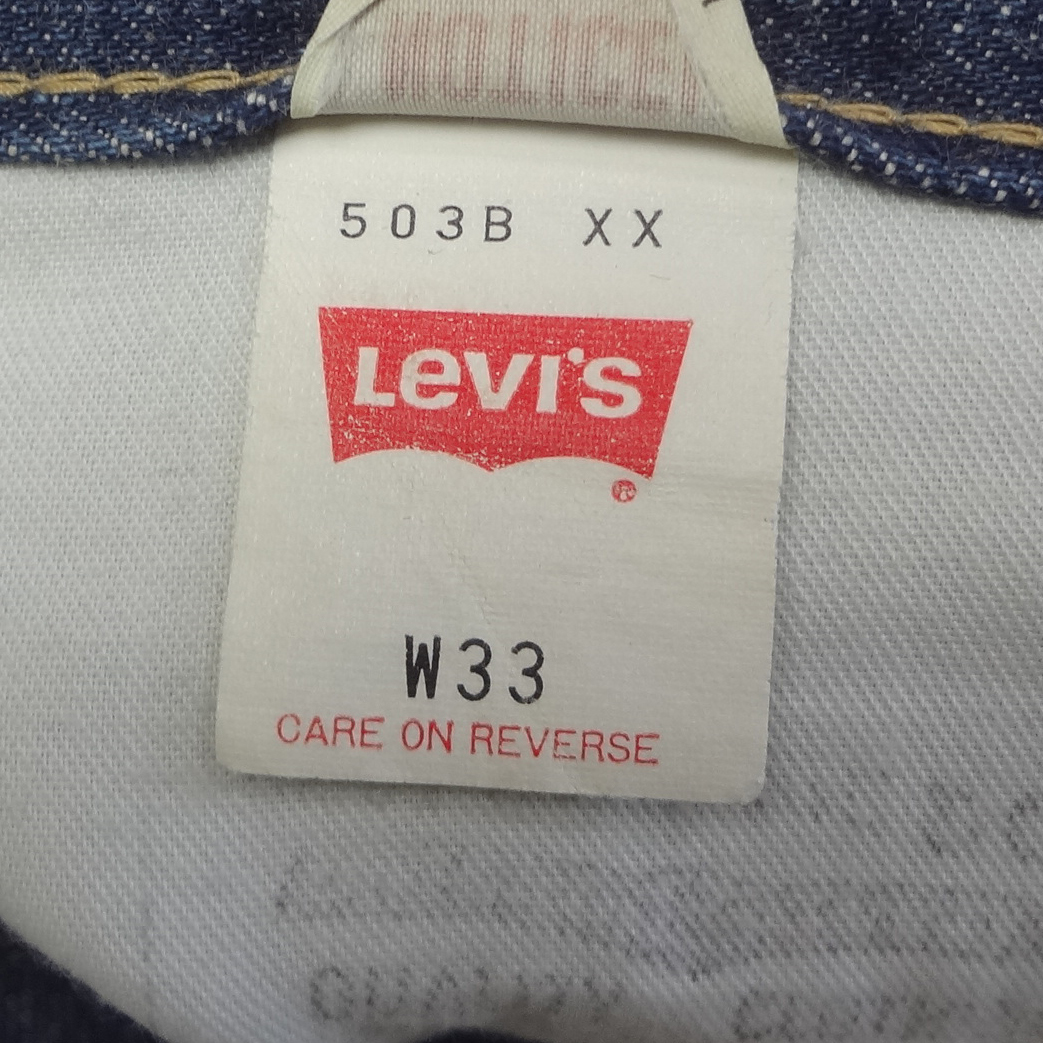 503B XX
LEVI'S
®
W33
CARE ON REVERSE